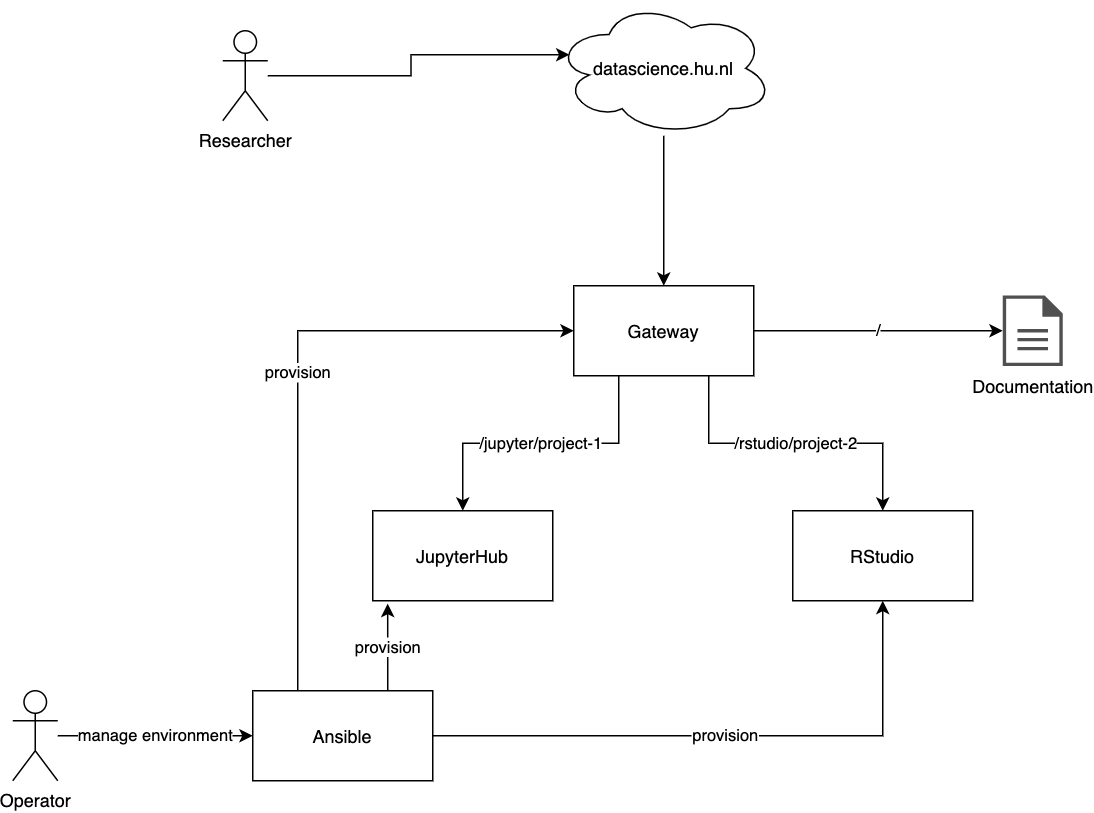 datascience.hu.nl
Researcher
Gateway
/
provision
Documentation
/jupyter/project-1
/rstudio/project-2
JupyterHub
RStudio
provision
manage environment
Ansible
provision
Operator